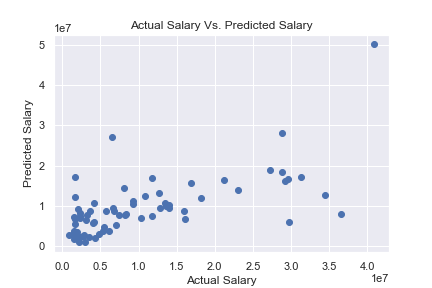 Actual Salary Vs. Predicted Salary
1e7
5
4
3
2
1
0
Predicted Salary
0.0 0.5 1.0 1.5 2.0 2.5 3.0 3.5 4.0
1e7
Actual Salary